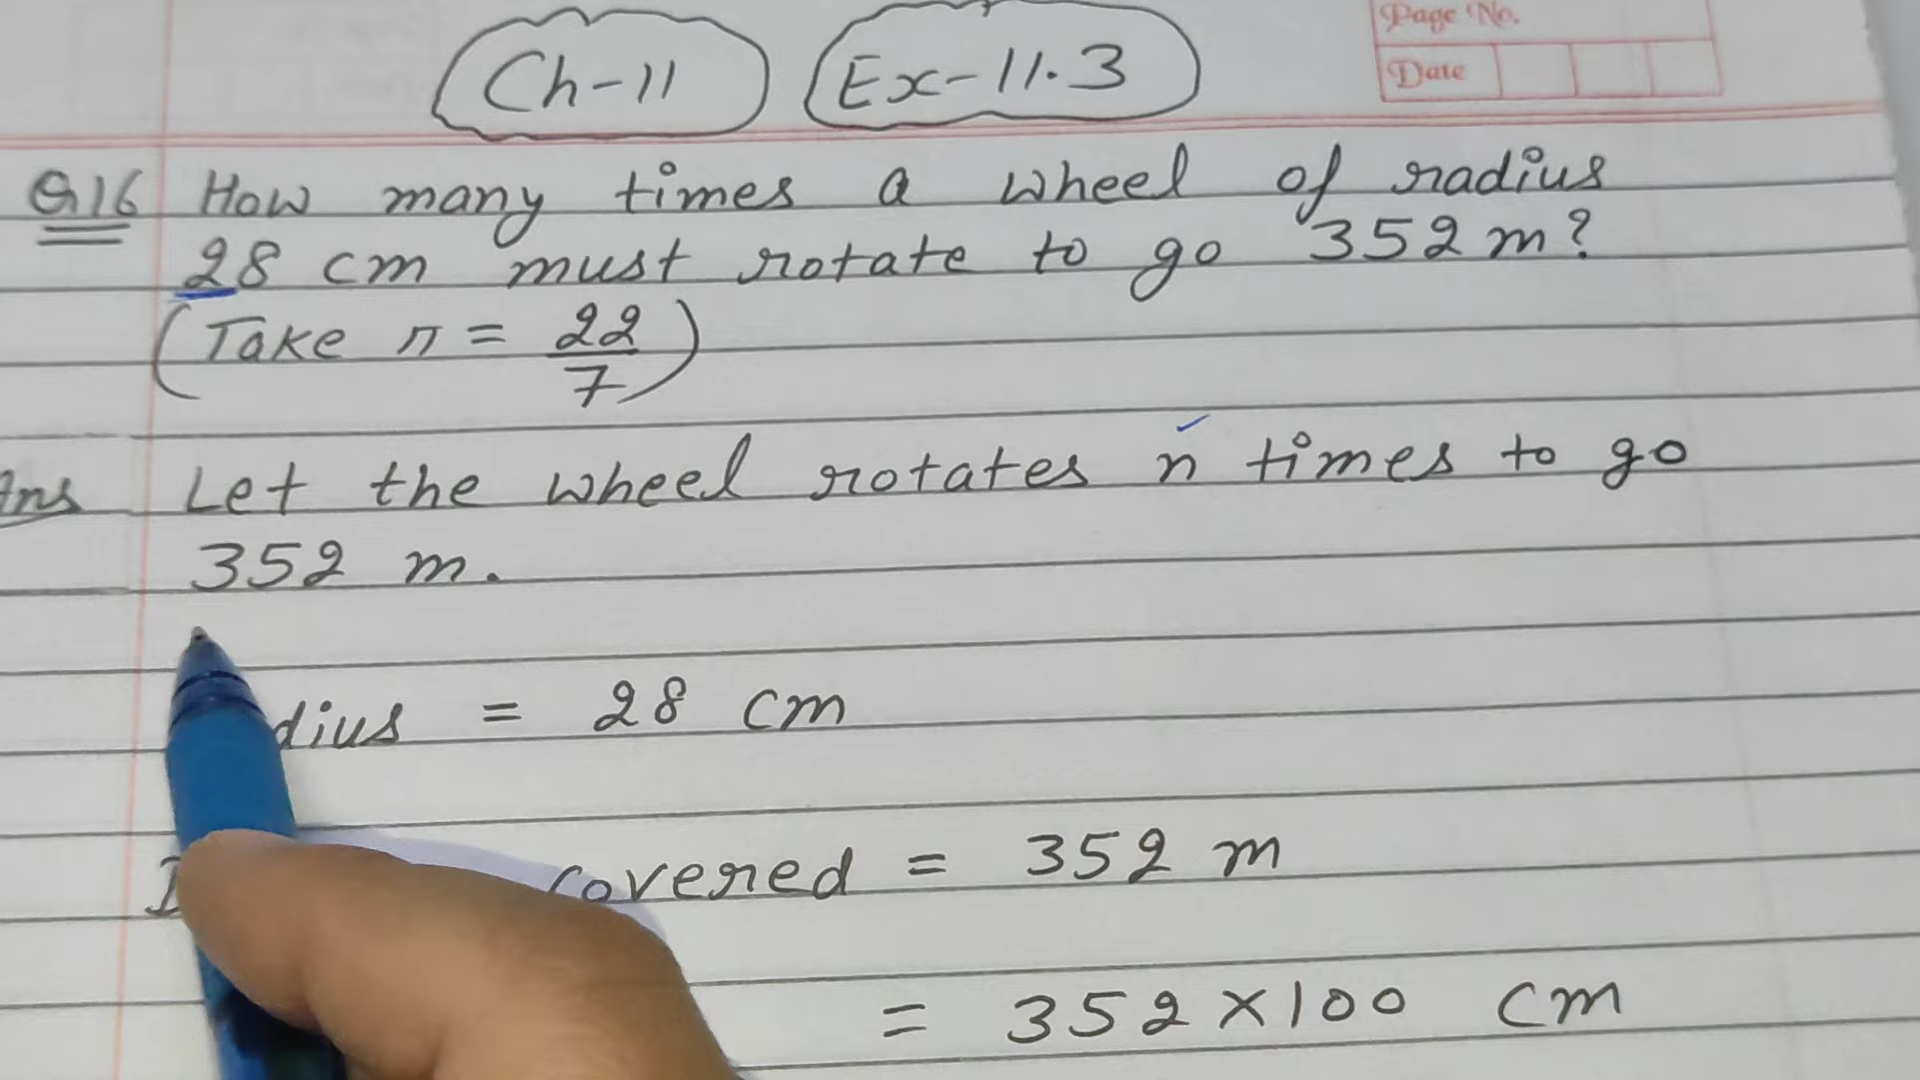 Page No.
Ch-11 Ex-11.3
Date
Q16 How many times a wheel of radius
28 cm must rotate to go 352 m?
(Take π = 22/7)
Ans Let the wheel rotates n times to go
352 m.
dius = 28 cm
covered = 352 m
= 352 × 100 cm